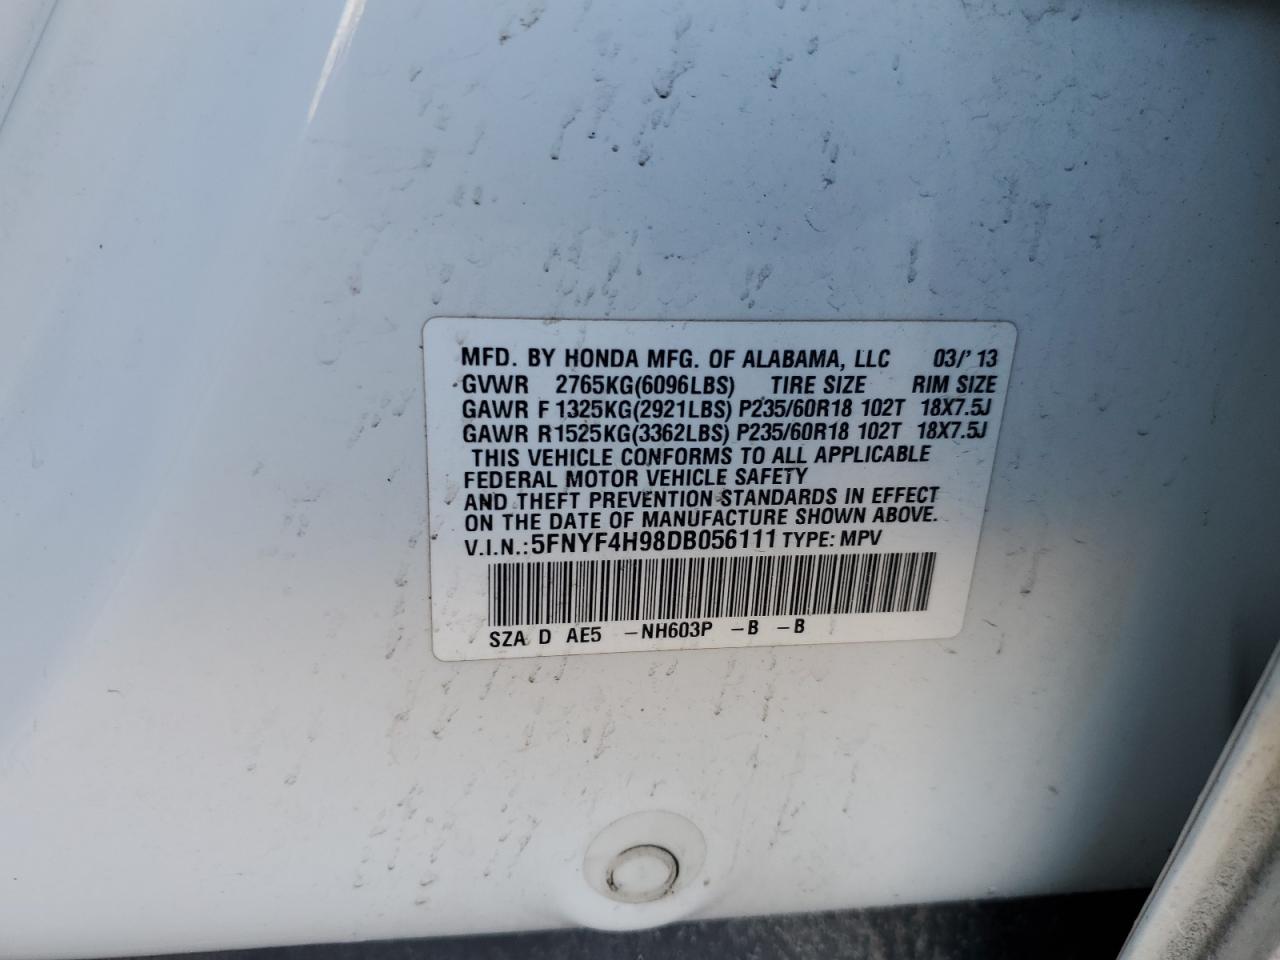 MFD. BY HONDA MFG. OF ALABAMA, LLC 03/'13
GVWR 2765KG(6096LBS) TIRE SIZE RIM SIZE
GAWR F 1325KG(2921LBS) P235/60R18 102T 18X7.5J
GAWR R1525KG(3362LBS) P235/60R18 102T 18X7.5J
THIS VEHICLE CONFORMS TO ALL APPLICABLE
FEDERAL MOTOR VEHICLE SAFETY
AND THEFT PREVENTION STANDARDS IN EFFECT
ON THE DATE OF MANUFACTURE SHOWN ABOVE.
V.I.N.:5FNYF4H98DB056111 TYPE: MPV
SZA D AE5 -NH603P -B -B